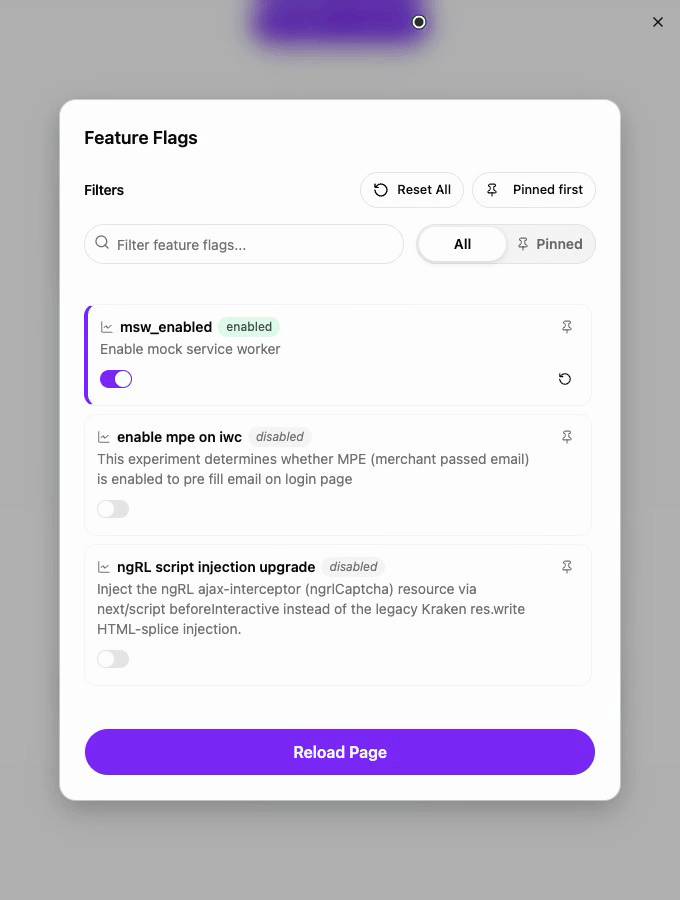 Feature Flags
Filters
Reset All
Pinned first
Filter feature flags...
All
Pinned
msw_enabled enabled
Enable mock service worker
enable mpe on iwc disabled
This experiment determines whether MPE (merchant passed email)
is enabled to pre fill email on login page
ngRL script injection upgrade disabled
Inject the ngRL ajax-interceptor (ngrlCaptcha) resource via
next/script beforeInteractive instead of the legacy Kraken res.write
HTML-splice injection.
Reload Page